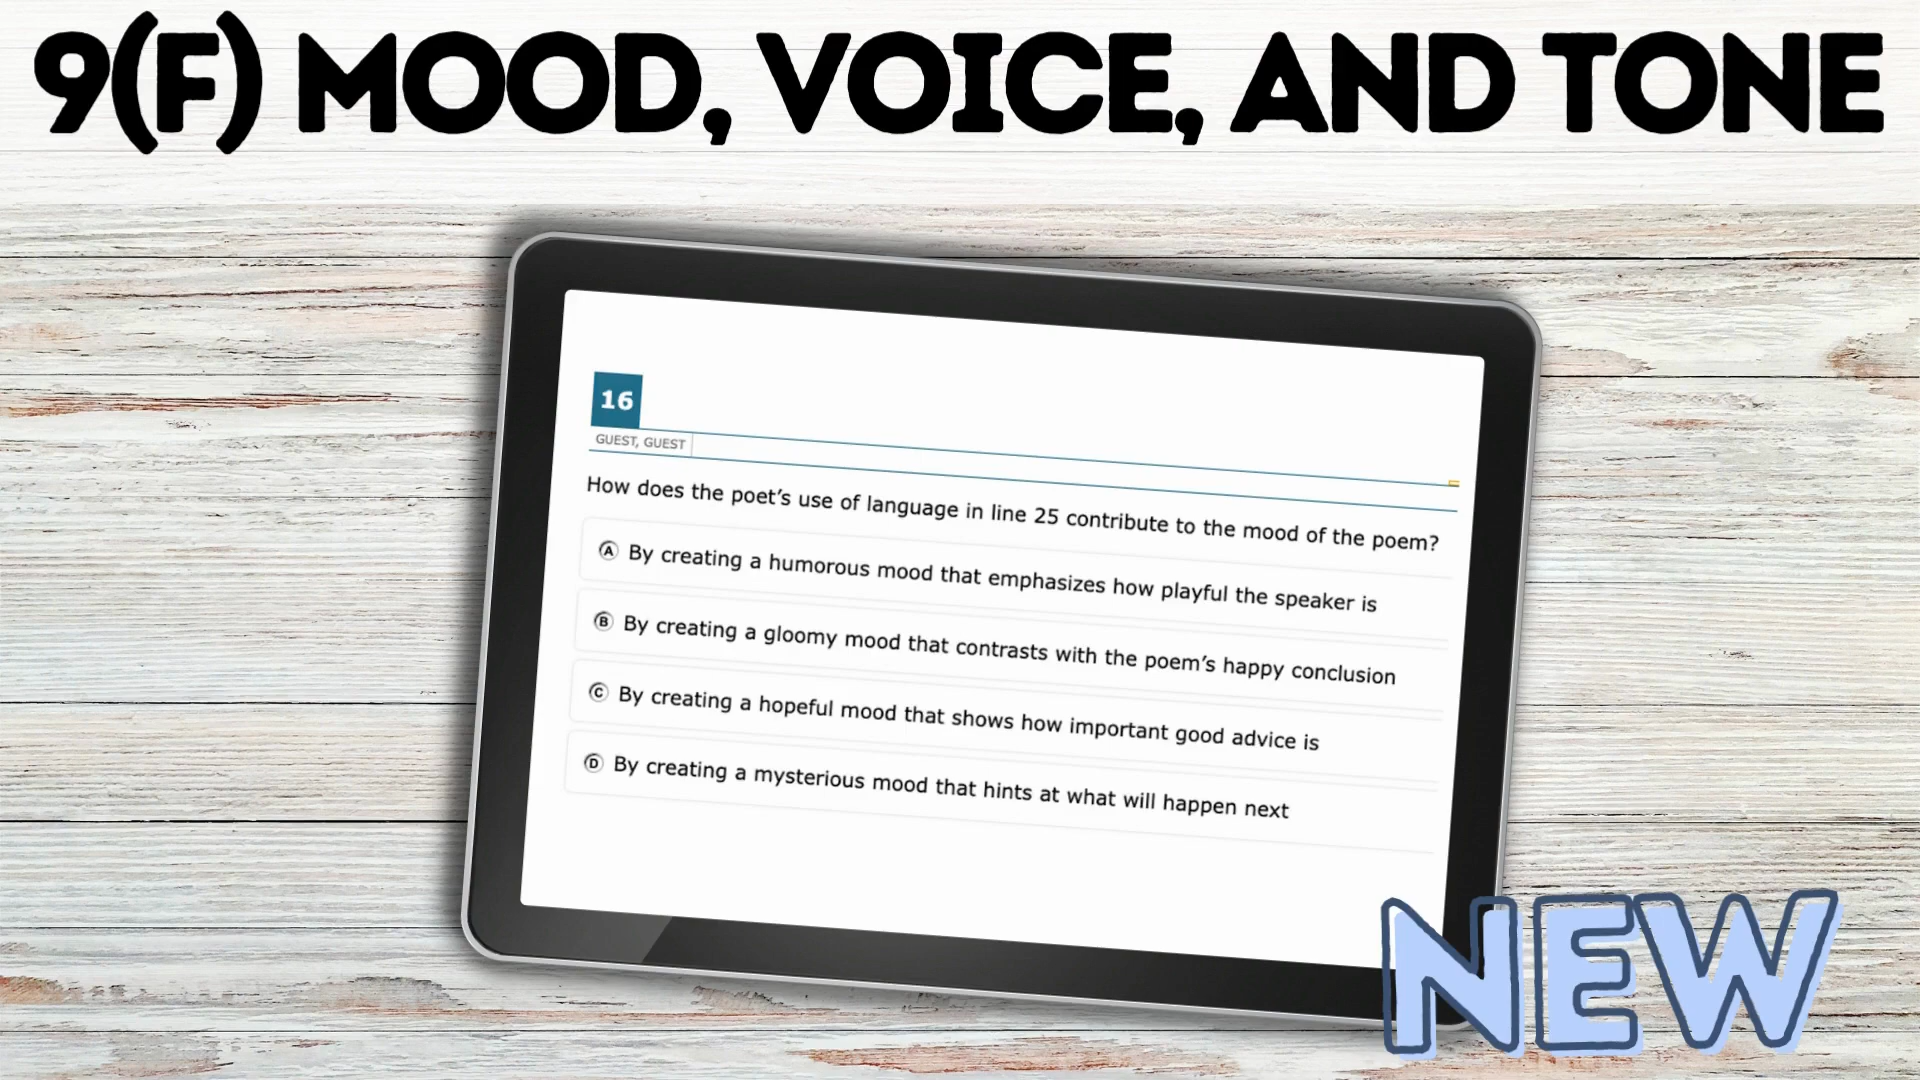 9(F) MOOD, VOICE, AND TONE
16
GUEST, GUEST
How does the poet's use of language in line 25 contribute to the mood of the poem?
A By creating a humorous mood that emphasizes how playful the speaker is
B By creating a gloomy mood that contrasts with the poem's happy conclusion
C By creating a hopeful mood that shows how important good advice is
D By creating a mysterious mood that hints at what will happen next
NEW